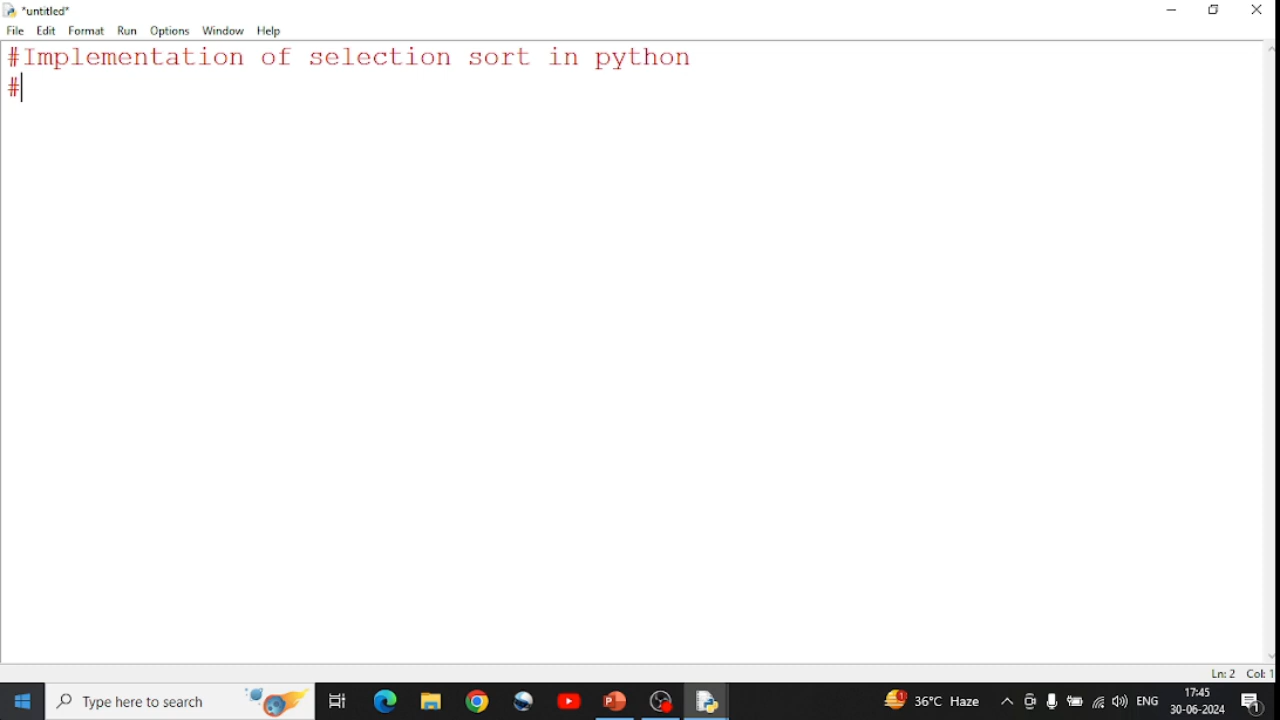 *untitled*
File Edit Format Run Options Window Help
#Implementation of selection sort in python
#
Ln: 2 Col: 1
Type here to search
36°C Haze
ENG
17:45
30-06-2024
1